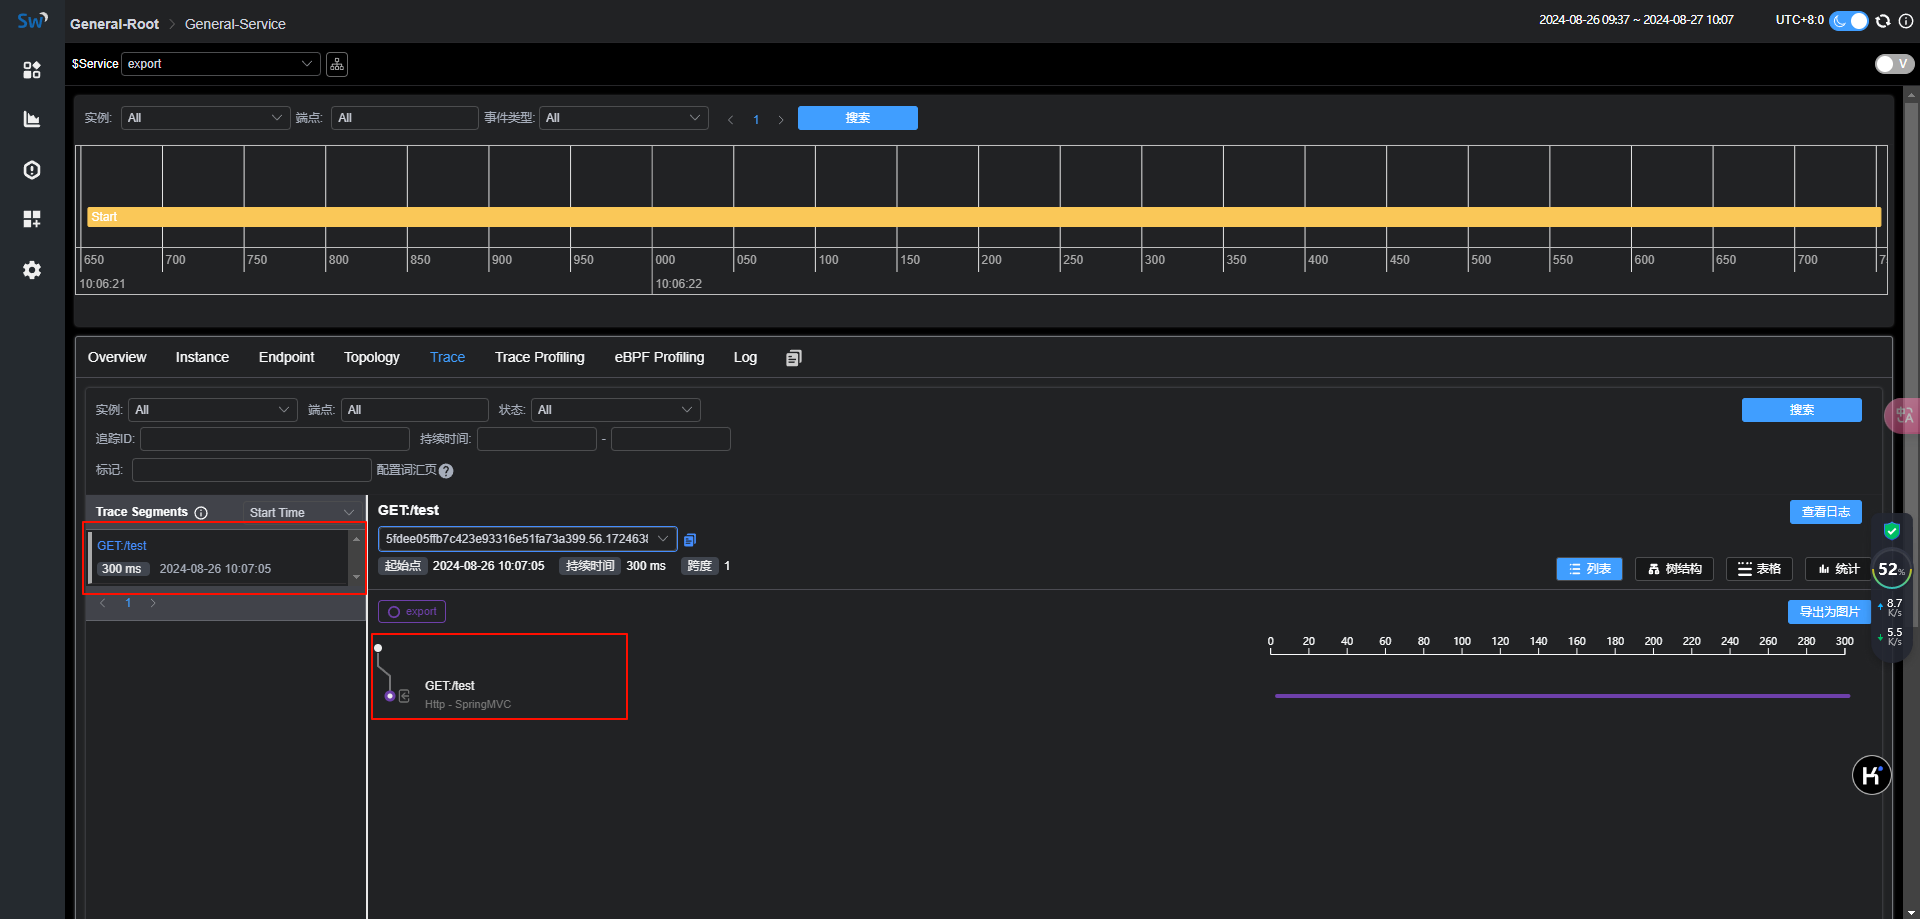 Sw
General-Root > General-Service
2024-08-26 09:37 ~ 2024-08-27 10:07
UTC+8:0
$Service export
V
实例: All 端点: All 事件类型: All < 1 > 搜索
Start
650 700 750 800 850 900 950 000 050 100 150 200 250 300 350 400 450 500 550 600 650 700
10:06:21 10:06:22
Overview Instance Endpoint Topology Trace Trace Profiling eBPF Profiling Log
实例: All 端点: All 状态: All 搜索
追踪ID: 持续时间: -
标记: 配置词汇页 ?
Trace Segments Start Time
GET:/test
300 ms 2024-08-26 10:07:05
< 1 >
GET:/test
查看日志
5fdee05ffb7c423e93316e51fa73a399.56.1724638
起始点 2024-08-26 10:07:05 持续时间 300 ms 跨度 1
列表 树结构 表格 统计
export
导出为图片
0 20 40 60 80 100 120 140 160 180 200 220 240 260 280 300
GET:/test
Http - SpringMVC
中A
52%
8.7
K/s
5.5
K/s
K